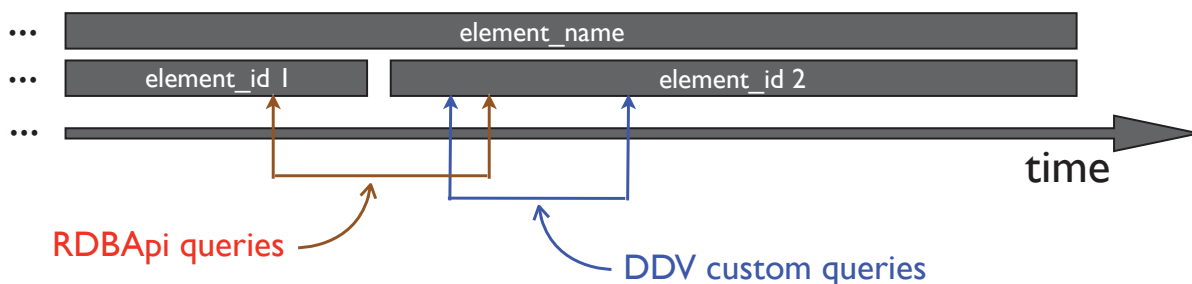 ... element_name
... element_id 1 element_id 2
...
time
RDBApi queries
DDV custom queries